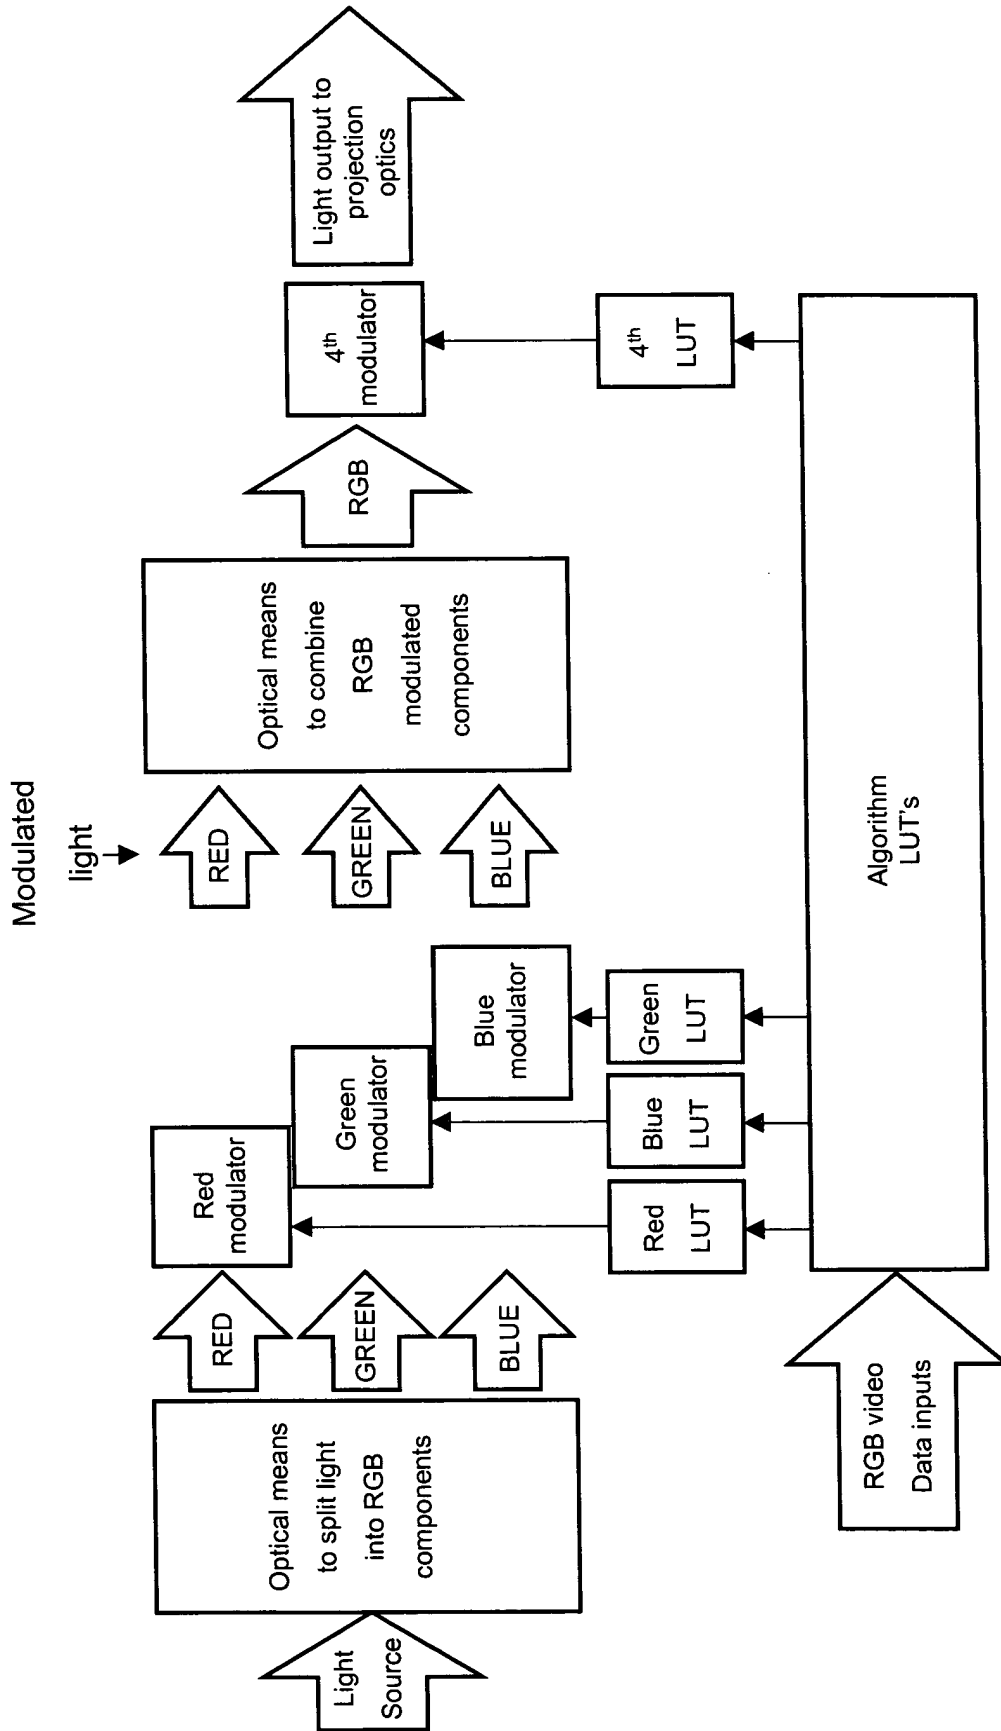 Light
Source
Optical means
to split light
into RGB
components
RED
GREEN
BLUE
Red
modulator
Green
modulator
Blue
modulator
Modulated
light
RED
GREEN
BLUE
Optical means
to combine
RGB
modulated
components
RGB
4th
modulator
Light output to
projection
optics
Red
LUT
Blue
LUT
Green
LUT
4th
LUT
RGB video
Data inputs
Algorithm
LUT's